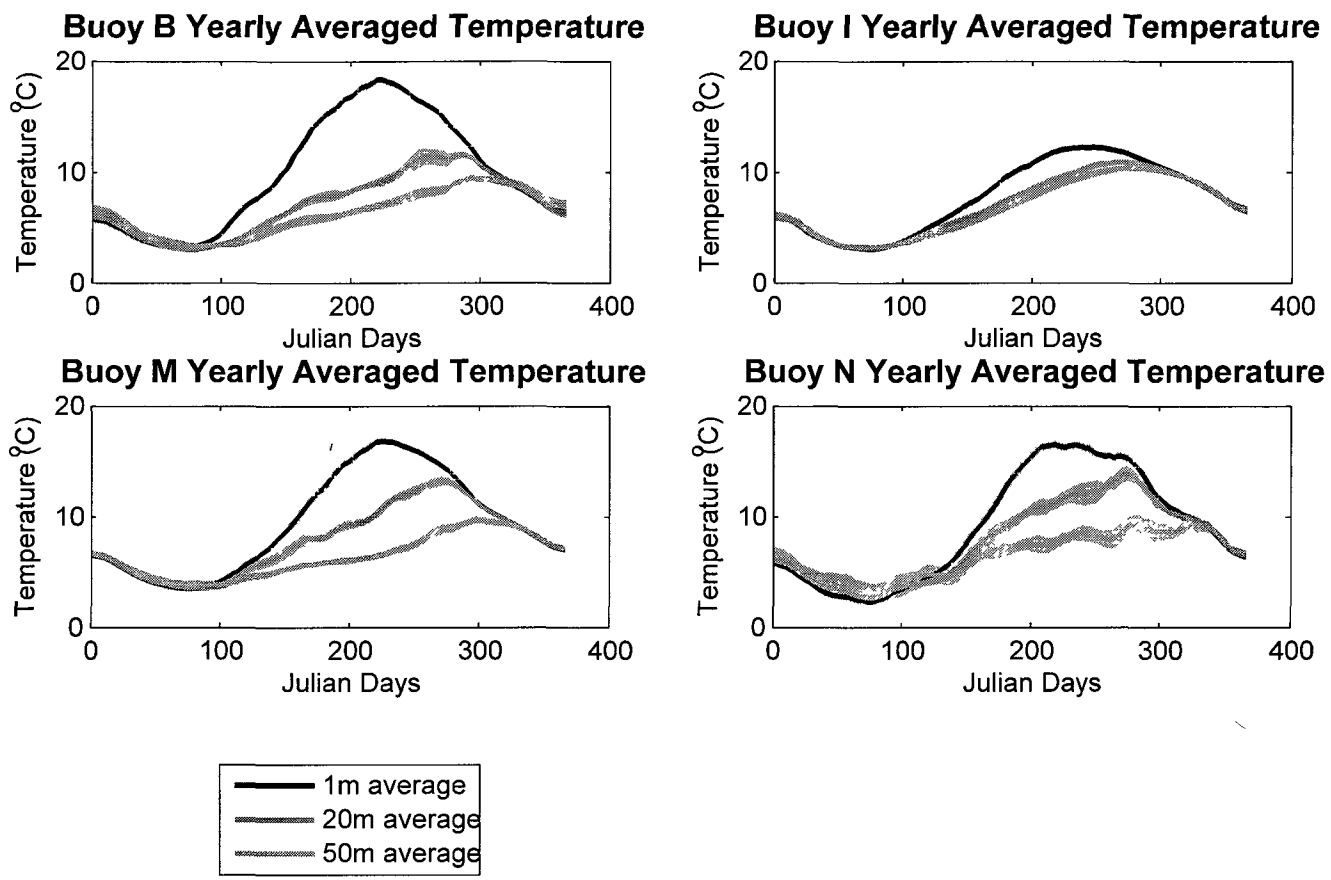 Buoy B Yearly Averaged Temperature
20
10
0
Temperature °(C)
0 100 200 300 400
Julian Days
Buoy I Yearly Averaged Temperature
20
10
0
Temperature °(C)
0 100 200 300 400
Julian Days
Buoy M Yearly Averaged Temperature
20
10
0
Temperature °(C)
0 100 200 300 400
Julian Days
Buoy N Yearly Averaged Temperature
20
10
0
Temperature °(C)
0 100 200 300 400
Julian Days
1m average
20m average
50m average